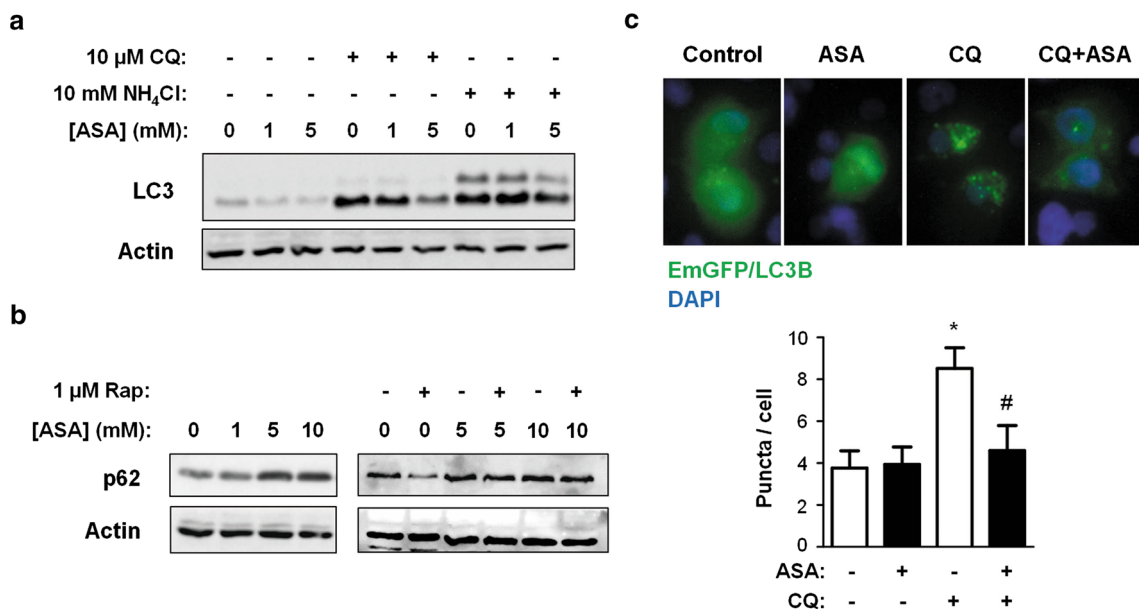 a
10 µM CQ: - - - + + + - - -
10 mM NH₄Cl: - - - - - - + + +
[ASA] (mM): 0 1 5 0 1 5 0 1 5
LC3
Actin
b
1 µM Rap: - + - + - +
[ASA] (mM): 0 1 5 10 0 0 5 5 10 10
p62
Actin
c
Control ASA CQ CQ+ASA
EmGFP/LC3B
DAPI
Puncta / cell
10
8
6
4
2
0
*
#
ASA: - + - +
CQ: - - + +